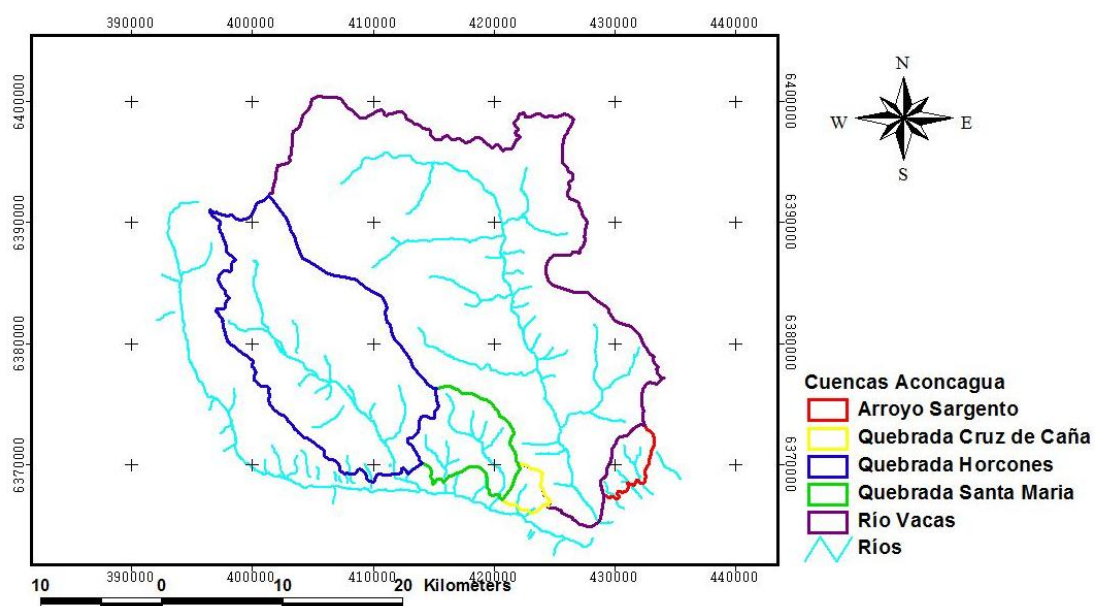 390000 400000 410000 420000 430000 440000
6400000 6400000
6390000 6390000
6380000 6380000
6370000 6370000
390000 400000 410000 420000 430000 440000
10 0 10 20 Kilometers
N
W E
S
Cuencas Aconcagua
Arroyo Sargento
Quebrada Cruz de Caña
Quebrada Horcones
Quebrada Santa Maria
Río Vacas
Ríos